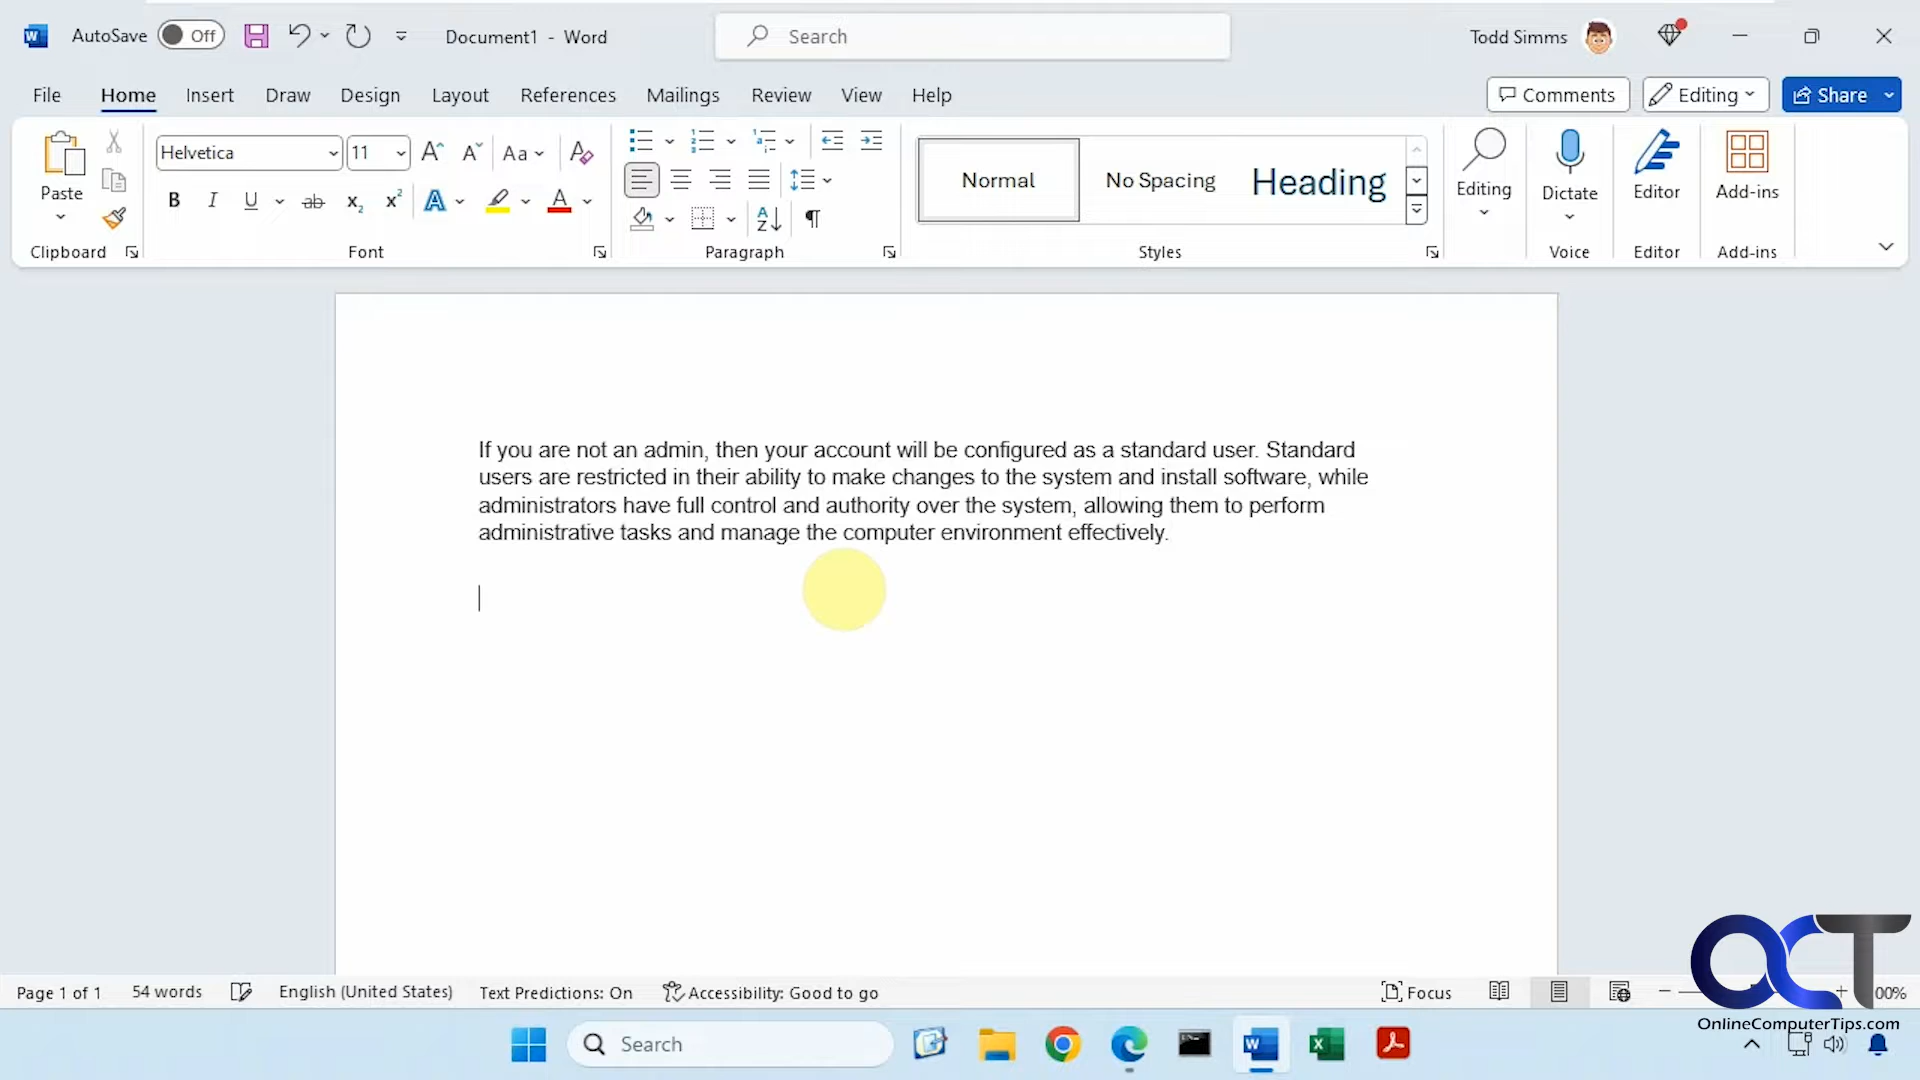 AutoSave Off Document1 - Word Search Todd Simms
File Home Insert Draw Design Layout References Mailings Review View Help Comments Editing Share
Helvetica 11 Aa
Paste
B I U ab x2 x2 A A
A Z
Normal No Spacing Heading
Editing Dictate Editor Add-ins
Clipboard Font Paragraph Styles Voice Editor Add-ins
If you are not an admin, then your account will be configured as a standard user. Standard
users are restricted in their ability to make changes to the system and install software, while
administrators have full control and authority over the system, allowing them to perform
administrative tasks and manage the computer environment effectively.
OCT
OnlineComputerTips.com
Page 1 of 1 54 words English (United States) Text Predictions: On Accessibility: Good to go Focus 00%
Search